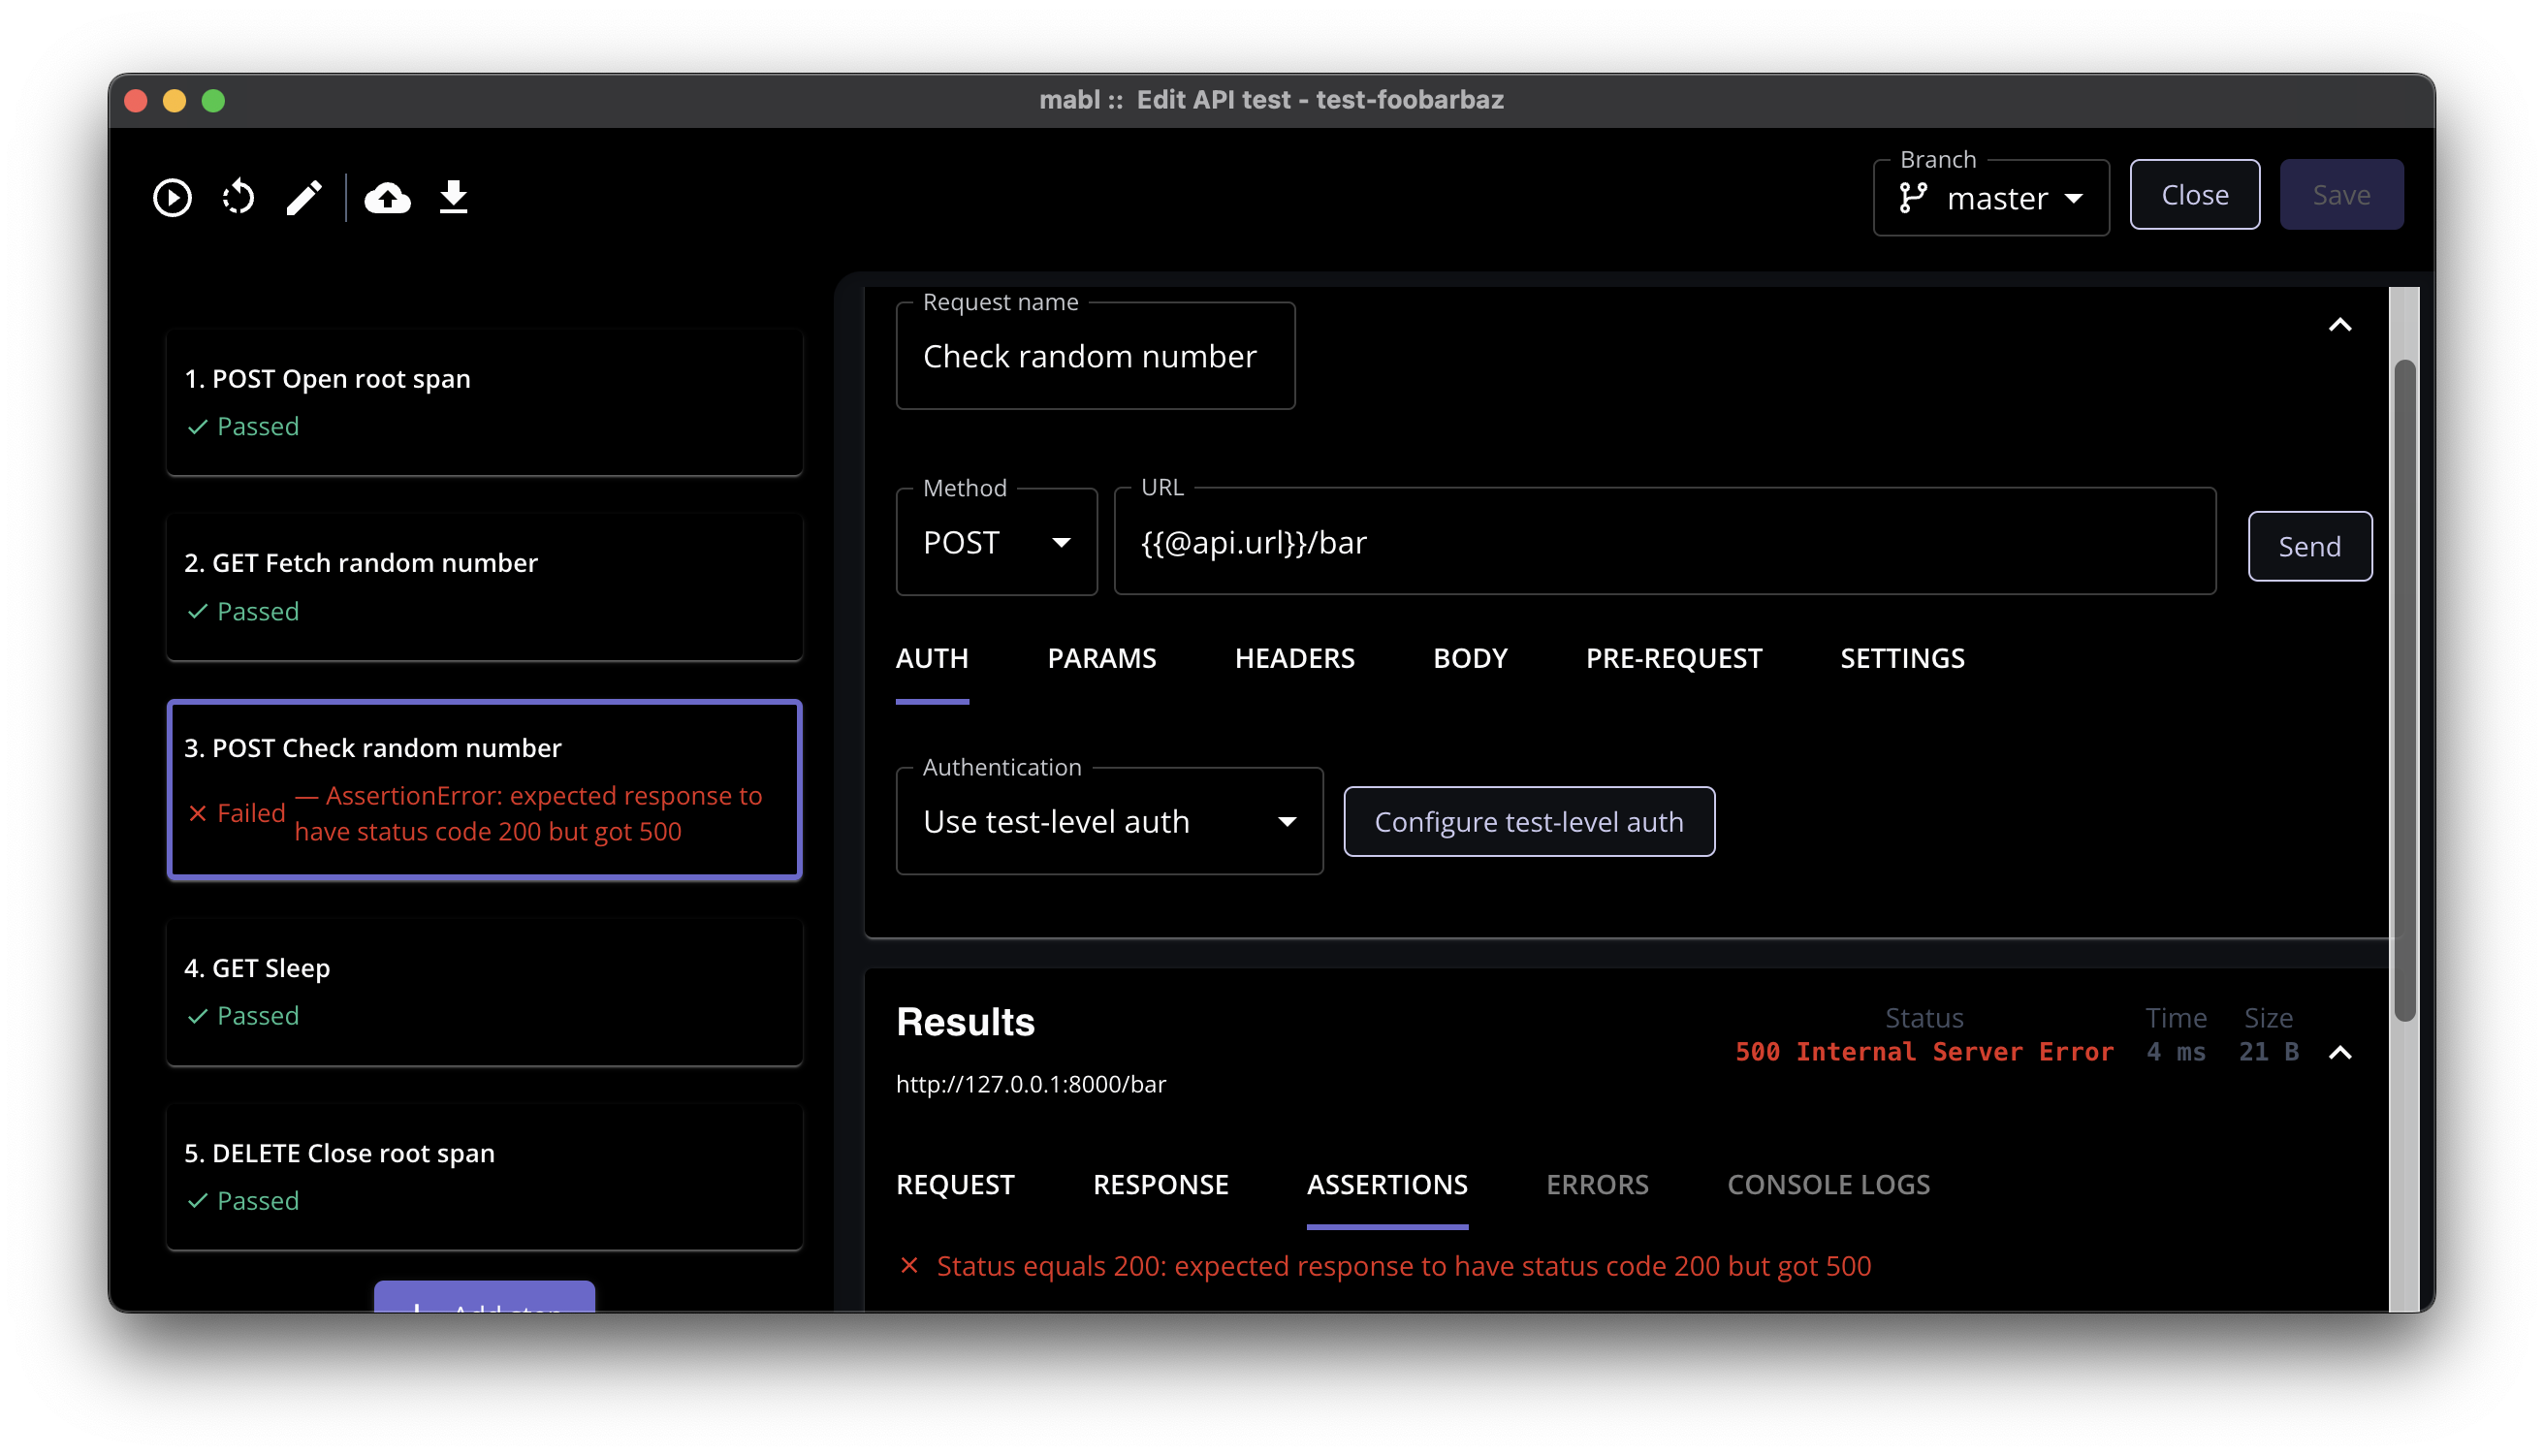 mabl :: Edit API test - test-foobarbaz
Branch
master
Close
Save
1. POST Open root span
Passed
2. GET Fetch random number
Passed
3. POST Check random number
Failed
— AssertionError: expected response to
have status code 200 but got 500
4. GET Sleep
Passed
5. DELETE Close root span
Passed
Add step
Request name
Check random number
Method
POST
URL
{{@api.url}}/bar
Send
AUTH
PARAMS
HEADERS
BODY
PRE-REQUEST
SETTINGS
Authentication
Use test-level auth
Configure test-level auth
Results
Status
500 Internal Server Error
Time
4 ms
Size
21 B
http://127.0.0.1:8000/bar
REQUEST
RESPONSE
ASSERTIONS
ERRORS
CONSOLE LOGS
Status equals 200: expected response to have status code 200 but got 500